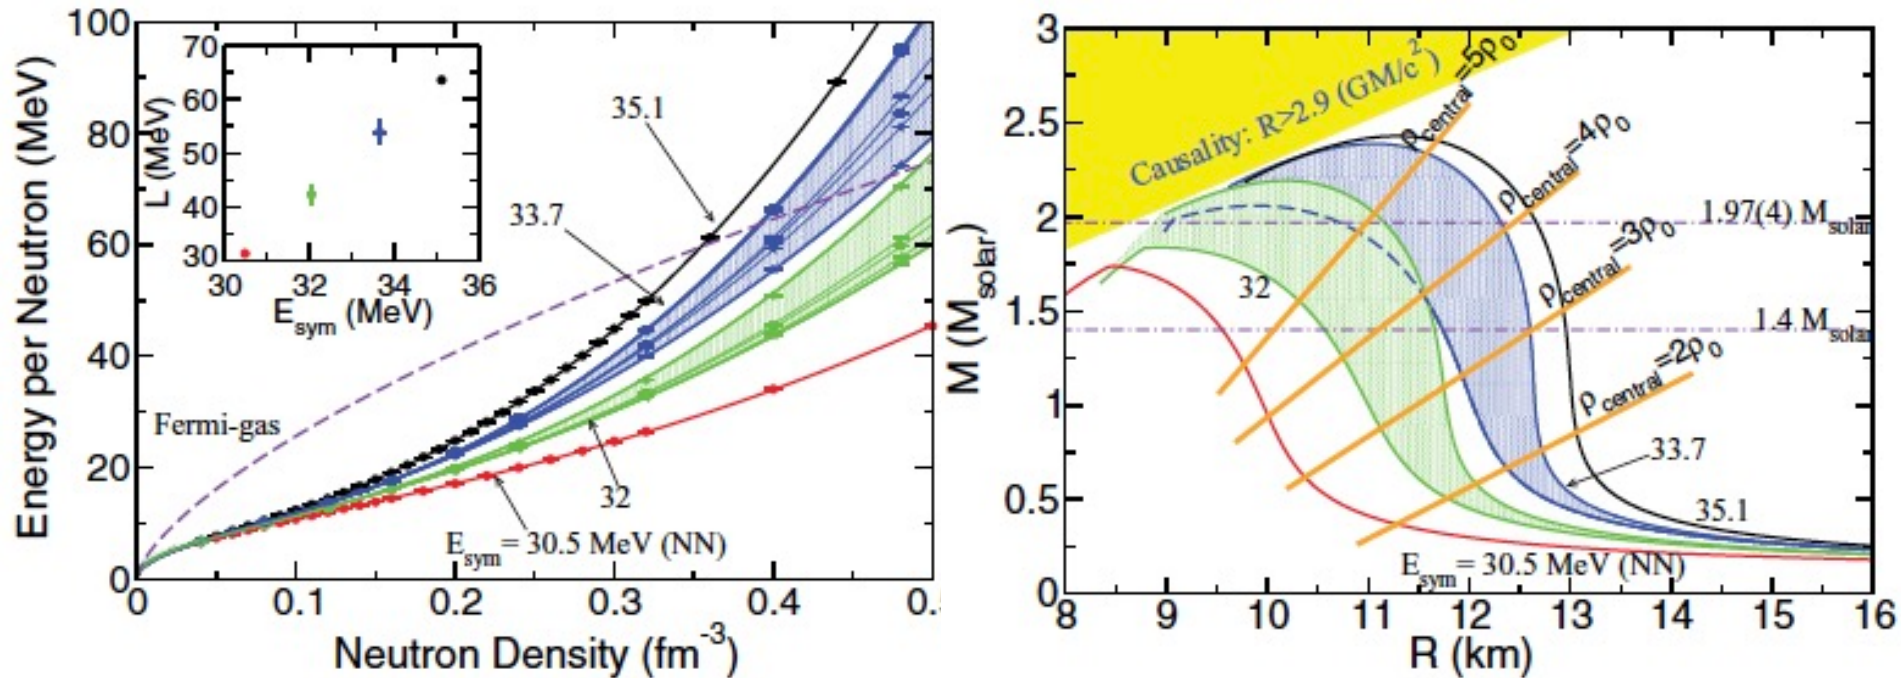 100
80
60
40
20
0
0
0.1
0.2
0.3
0.4
0.
Energy per Neutron (MeV)
Neutron Density (fm⁻³)
70
60
50
40
30
30
32
34
36
L (MeV)
E_sym (MeV)
35.1
33.7
Fermi-gas
32
E_sym= 30.5 MeV (NN)
3
2.5
2
1.5
1
0.5
0
8
9
10
11
12
13
14
15
16
M (M_solar)
R (km)
Causality: R>2.9 (GM/c²)
ρ_central=5ρ_0
ρ_central=4ρ_0
1.97(4) M_solar
ρ_central=3ρ_0
32
1.4 M_solar
ρ_central=2ρ_0
33.7
35.1
E_sym= 30.5 MeV (NN)